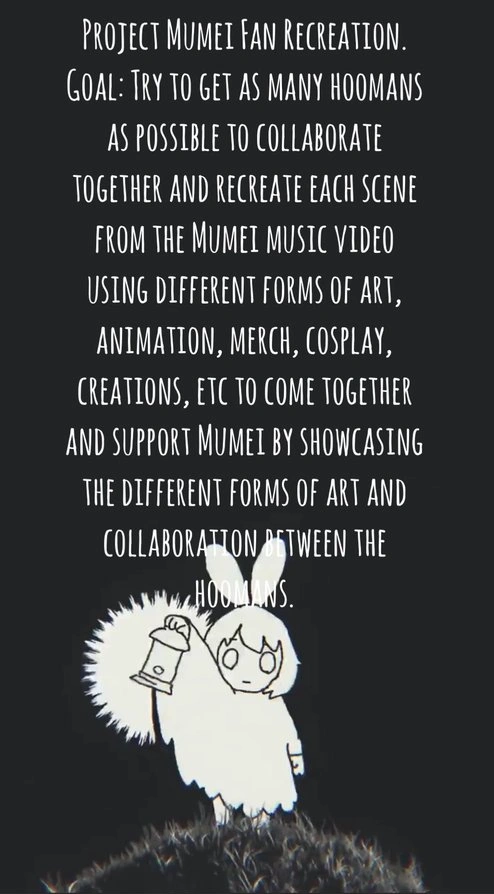 Project Mumei Fan Recreation.
Goal: Try to get as many hoomans
as possible to collaborate
together and recreate each scene
from the Mumei music video
using different forms of art,
animation, merch, cosplay,
creations, etc to come together
and support Mumei by showcasing
the different forms of art and
collaboration between the
hoomans.